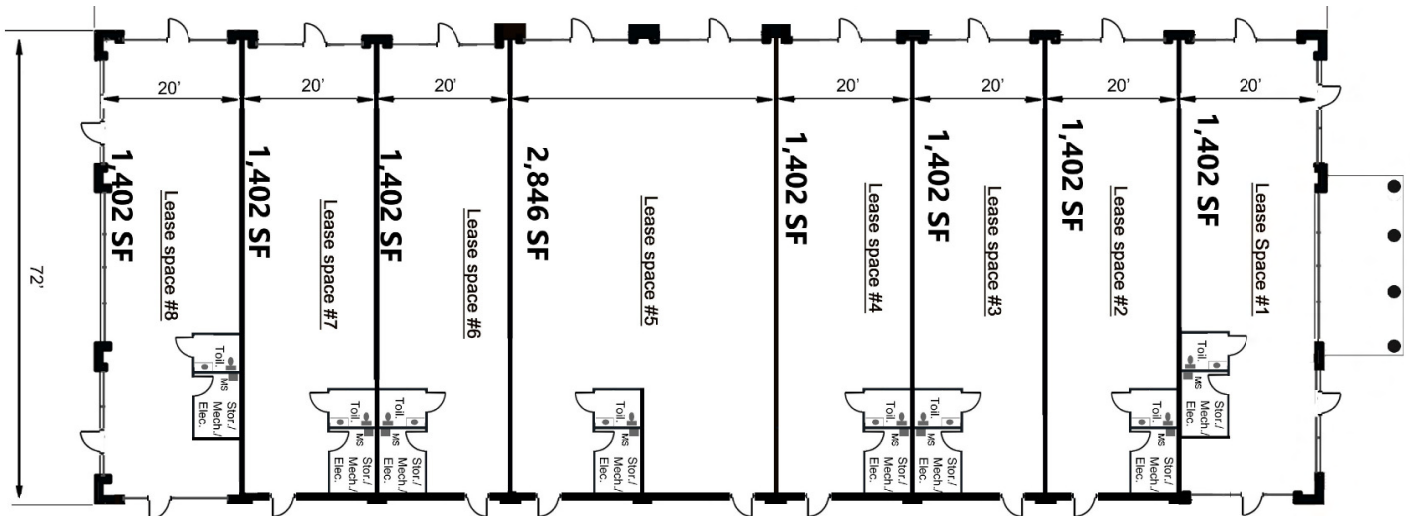 20'
20'
20'
20'
20'
20'
20'
72'
1,402 SF
Lease space #8
1,402 SF
Lease space #7
1,402 SF
Lease space #6
2,846 SF
Lease space #5
1,402 SF
Lease space #4
1,402 SF
Lease space #3
1,402 SF
Lease space #2
1,402 SF
Lease Space #1
Toil.
MS
Stor./
Mech./
Elec.
Toil.
MS
Stor./
Mech./
Elec.
Toil.
MS
Stor./
Mech./
Elec.
Toil.
MS
Stor./
Mech./
Elec.
Toil.
MS
Stor./
Mech./
Elec.
Toil.
MS
Stor./
Mech./
Elec.
Toil.
MS
Stor./
Mech./
Elec.
Toil.
MS
Stor./
Mech./
Elec.